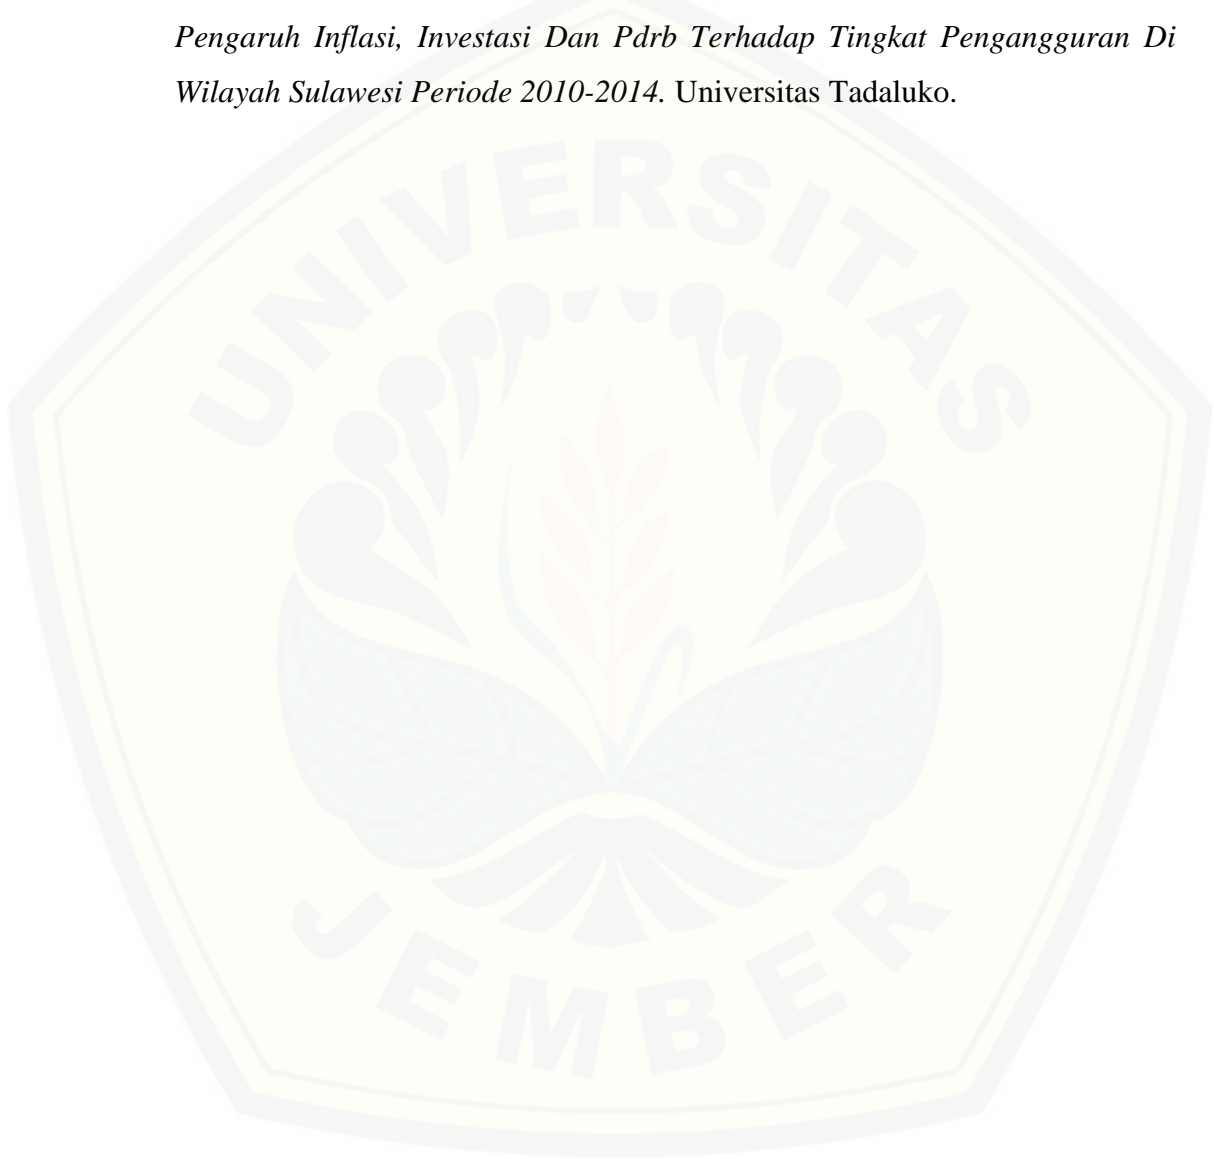 Pengaruh Inflasi, Investasi Dan Pdrb Terhadap Tingkat Pengangguran Di
Wilayah Sulawesi Periode 2010-2014. Universitas Tadaluko.
UNIVERSITAS
JEMBER